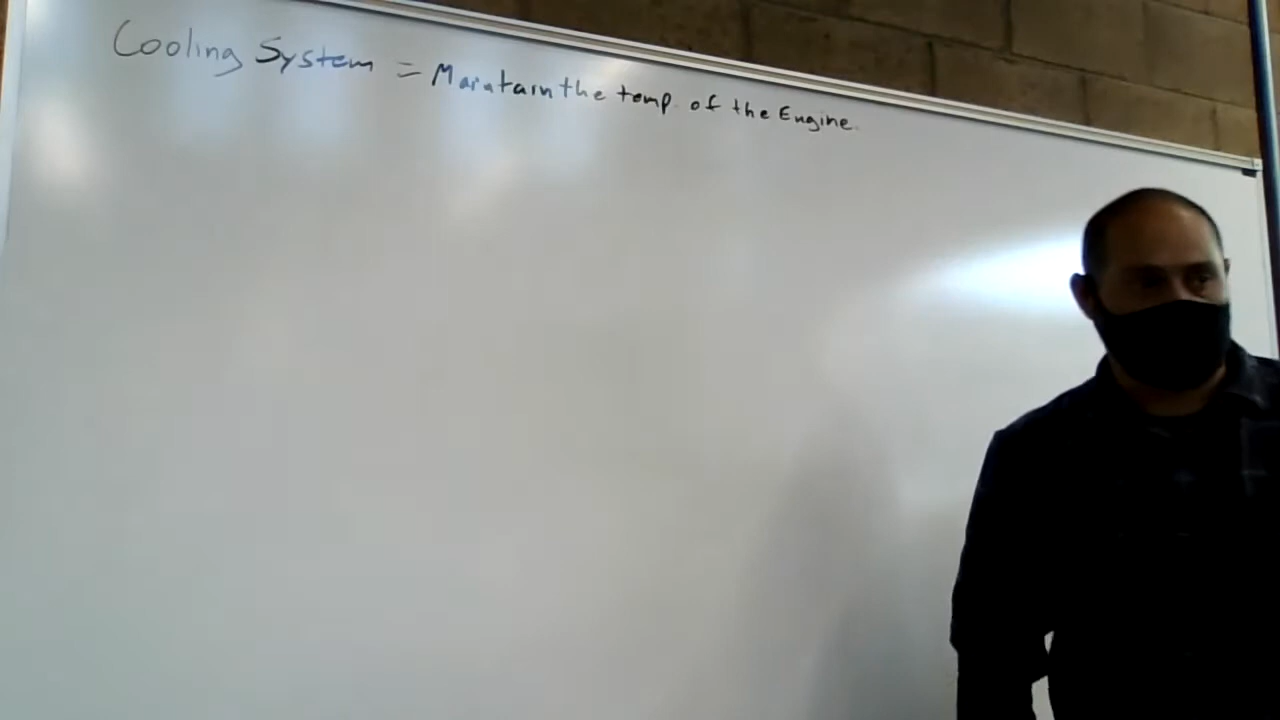 Cooling System = Maintain the temp. of the Engine.